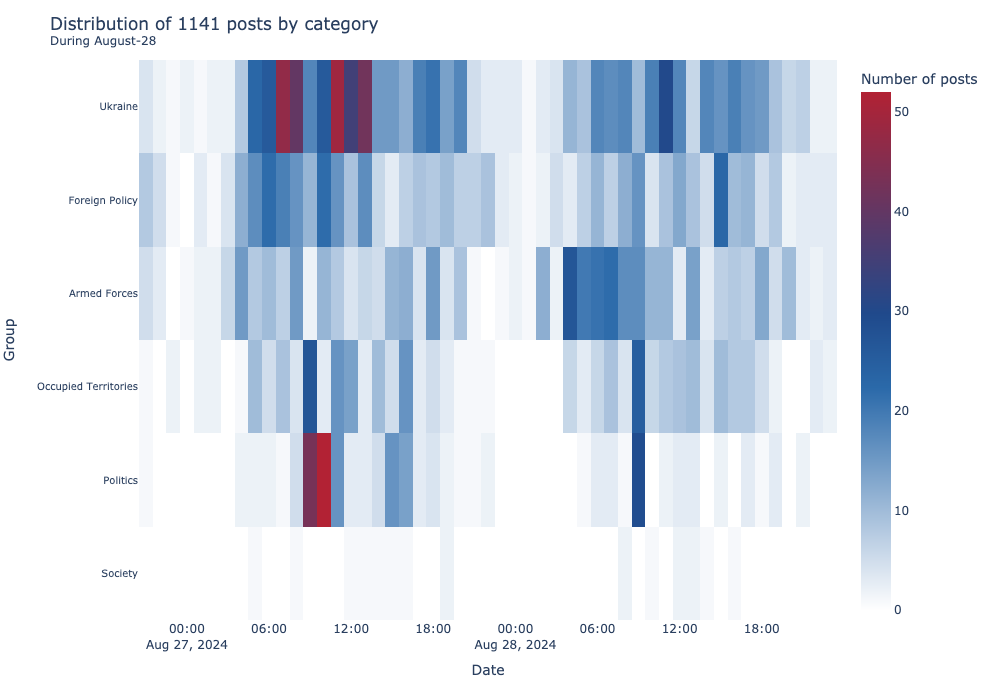 Distribution of 1141 posts by category
During August-28
Number of posts
50
40
30
20
10
0
Group
Ukraine
Foreign Policy
Armed Forces
Occupied Territories
Politics
Society
00:00 06:00 12:00 18:00 00:00 06:00 12:00 18:00
Aug 27, 2024 Aug 28, 2024
Date